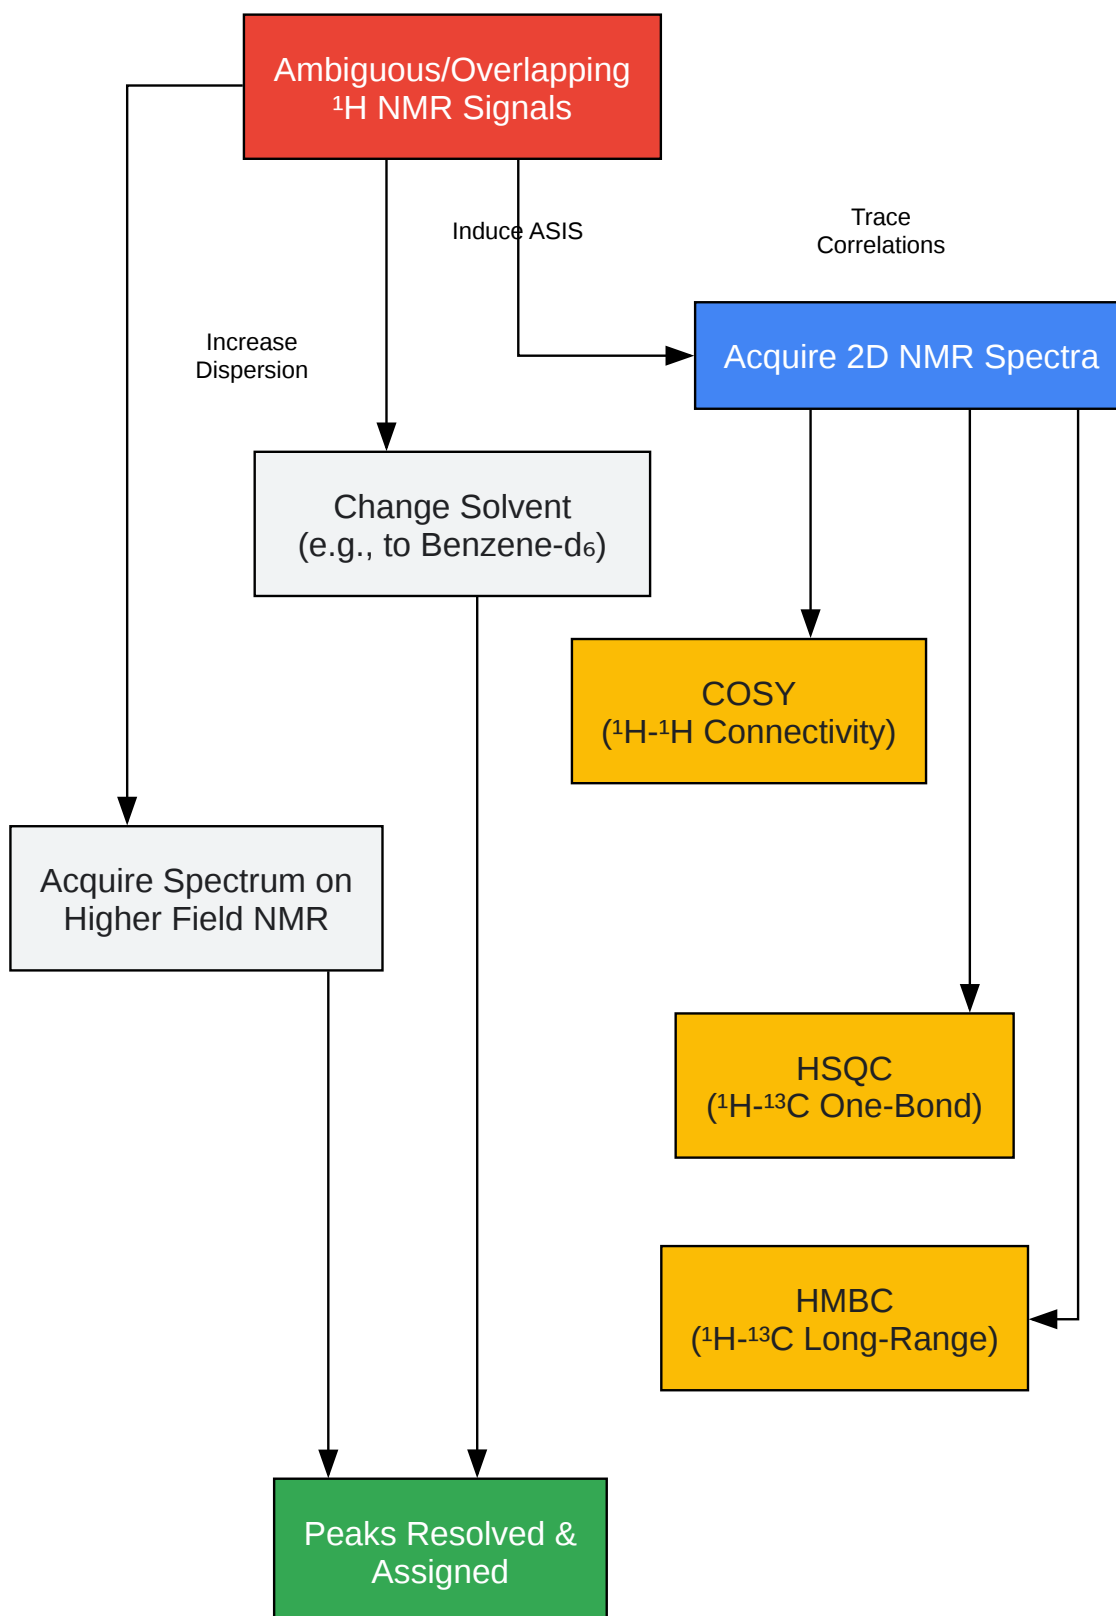 Ambiguous/Overlapping
¹H NMR Signals
Induce ASIS
Trace
Correlations
Increase
Dispersion
Acquire 2D NMR Spectra
Change Solvent
(e.g., to Benzene-d₆)
COSY
(¹H-¹H Connectivity)
Acquire Spectrum on
Higher Field NMR
HSQC
(¹H-¹³C One-Bond)
HMBC
(¹H-¹³C Long-Range)
Peaks Resolved &
Assigned